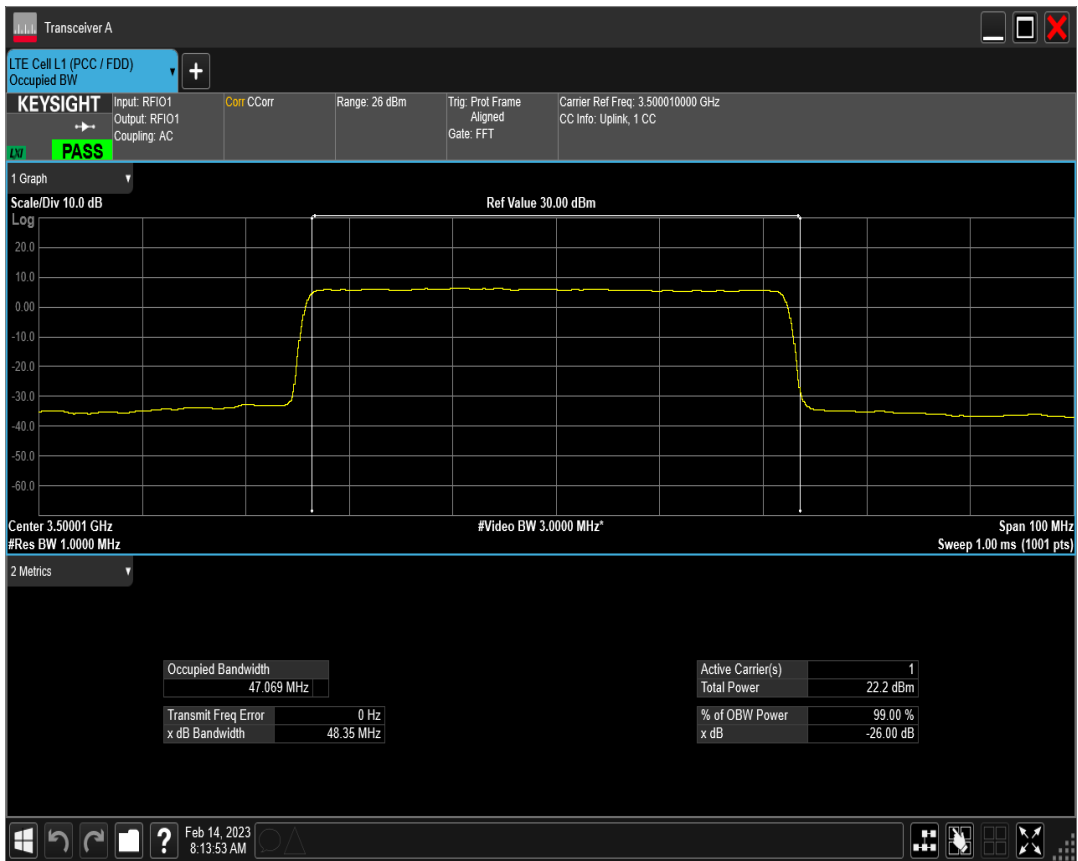 Transceiver A
LTE Cell L1 (PCC / FDD)
Occupied BW
+
KEYSIGHT
LXI
PASS
Input: RFIO1
Output: RFIO1
Coupling: AC
Corr CCorr
Range: 26 dBm
Trig: Prot Frame
Aligned
Gate: FFT
Carrier Ref Freq: 3.500010000 GHz
CC Info: Uplink, 1 CC
1 Graph
Scale/Div 10.0 dB
Ref Value 30.00 dBm
Log
20.0
10.0
0.00
-10.0
-20.0
-30.0
-40.0
-50.0
-60.0
Center 3.50001 GHz
#Video BW 3.0000 MHz*
Span 100 MHz
#Res BW 1.0000 MHz
Sweep 1.00 ms (1001 pts)
2 Metrics
Occupied Bandwidth
47.069 MHz
Transmit Freq Error 0 Hz
x dB Bandwidth 48.35 MHz
Active Carrier(s) 1
Total Power 22.2 dBm
% of OBW Power 99.00 %
x dB -26.00 dB
?
Feb 14, 2023
8:13:53 AM